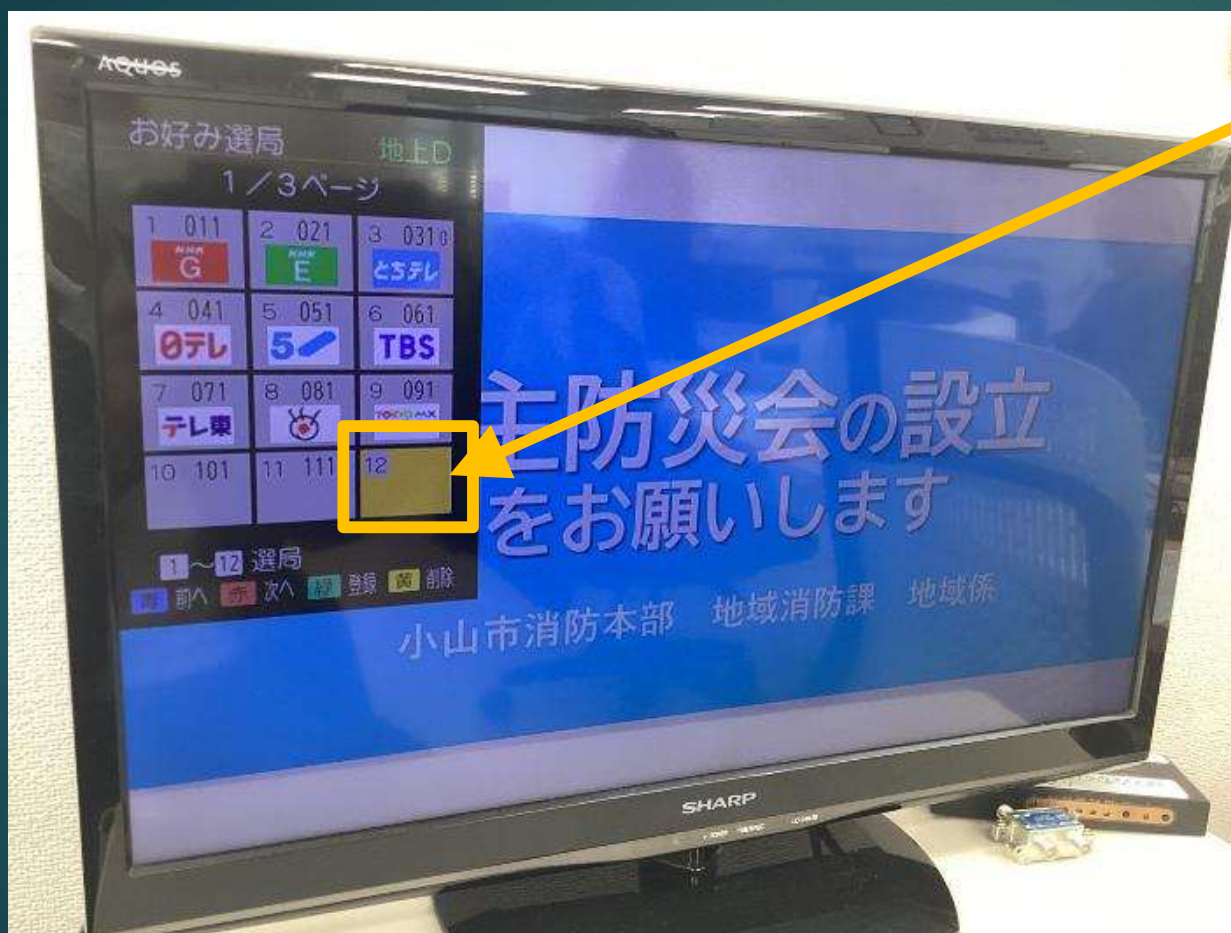 AQUOS
お好み選局 地上D
1/3ページ
1 011 2 021 3 0310
NHK G NHK E とちテレ
4 041 5 051 6 061
日テレ 5 TBS
7 071 8 081 9 091
テレ東 TOKYO MX
10 101 11 111 12
1～12 選局
青 前へ 赤 次へ 緑 登録 黄 削除
主防災会の設立
をお願いします
小山市消防本部 地域消防課 地域係
SHARP